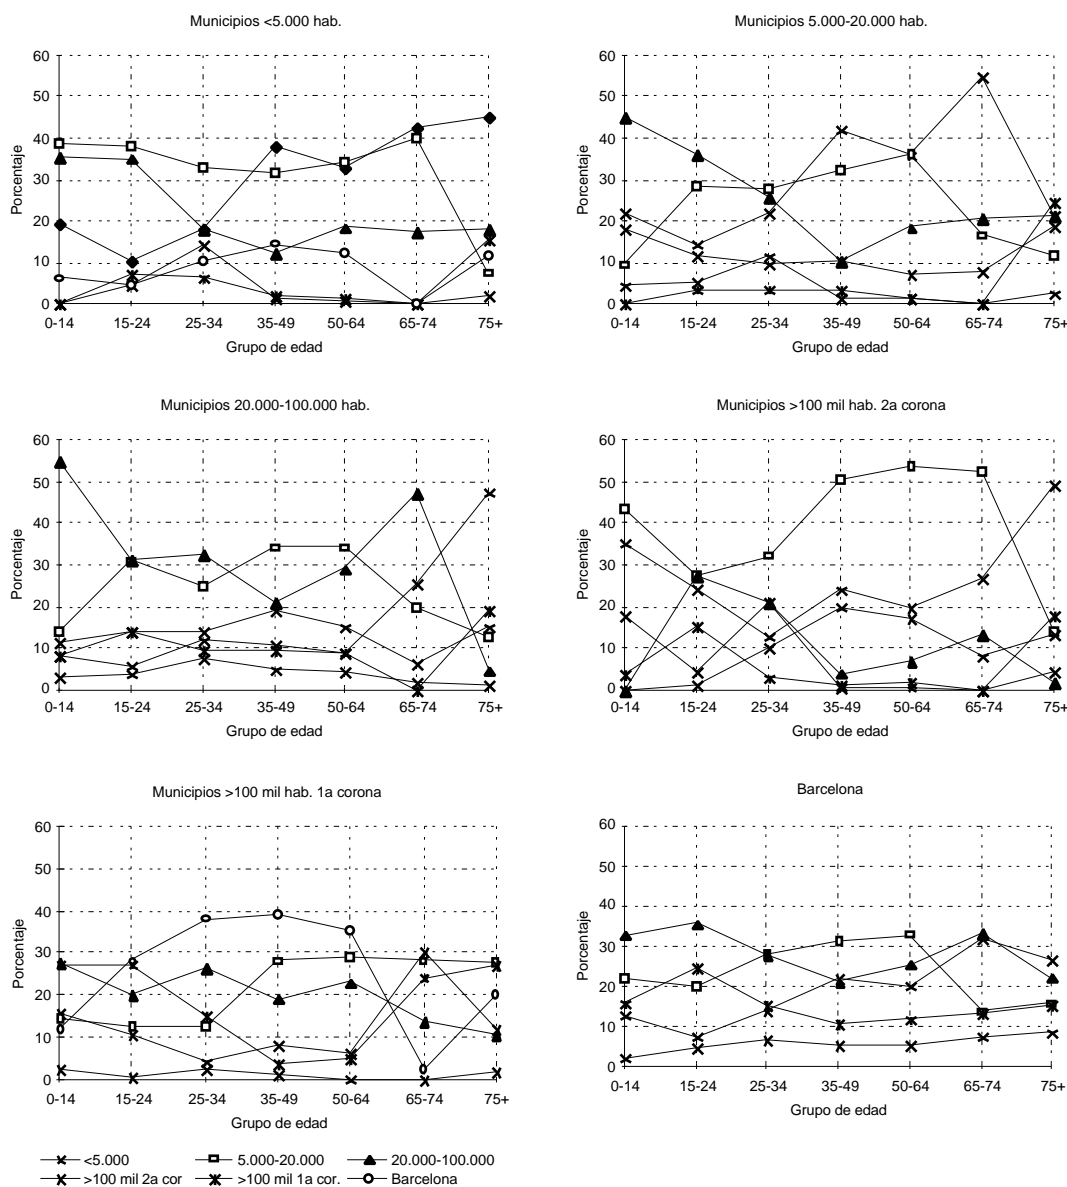 Municipios <5.000 hab.
Porcentaje
60
50
40
30
20
10
0
0-14 15-24 25-34 35-49 50-64 65-74 75+
Grupo de edad
Municipios 5.000-20.000 hab.
Porcentaje
60
50
40
30
20
10
0
0-14 15-24 25-34 35-49 50-64 65-74 75+
Grupo de edad
Municipios 20.000-100.000 hab.
Porcentaje
60
50
40
30
20
10
0
0-14 15-24 25-34 35-49 50-64 65-74 75+
Grupo de edad
Municipios >100 mil hab. 2a corona
Porcentaje
60
50
40
30
20
10
0
0-14 15-24 25-34 35-49 50-64 65-74 75+
Grupo de edad
Municipios >100 mil hab. 1a corona
Porcentaje
60
50
40
30
20
10
0
0-14 15-24 25-34 35-49 50-64 65-74 75+
Grupo de edad
Barcelona
Porcentaje
60
50
40
30
20
10
0
0-14 15-24 25-34 35-49 50-64 65-74 75+
Grupo de edad
<5.000 5.000-20.000 20.000-100.000
>100 mil 2a cor >100 mil 1a cor. Barcelona